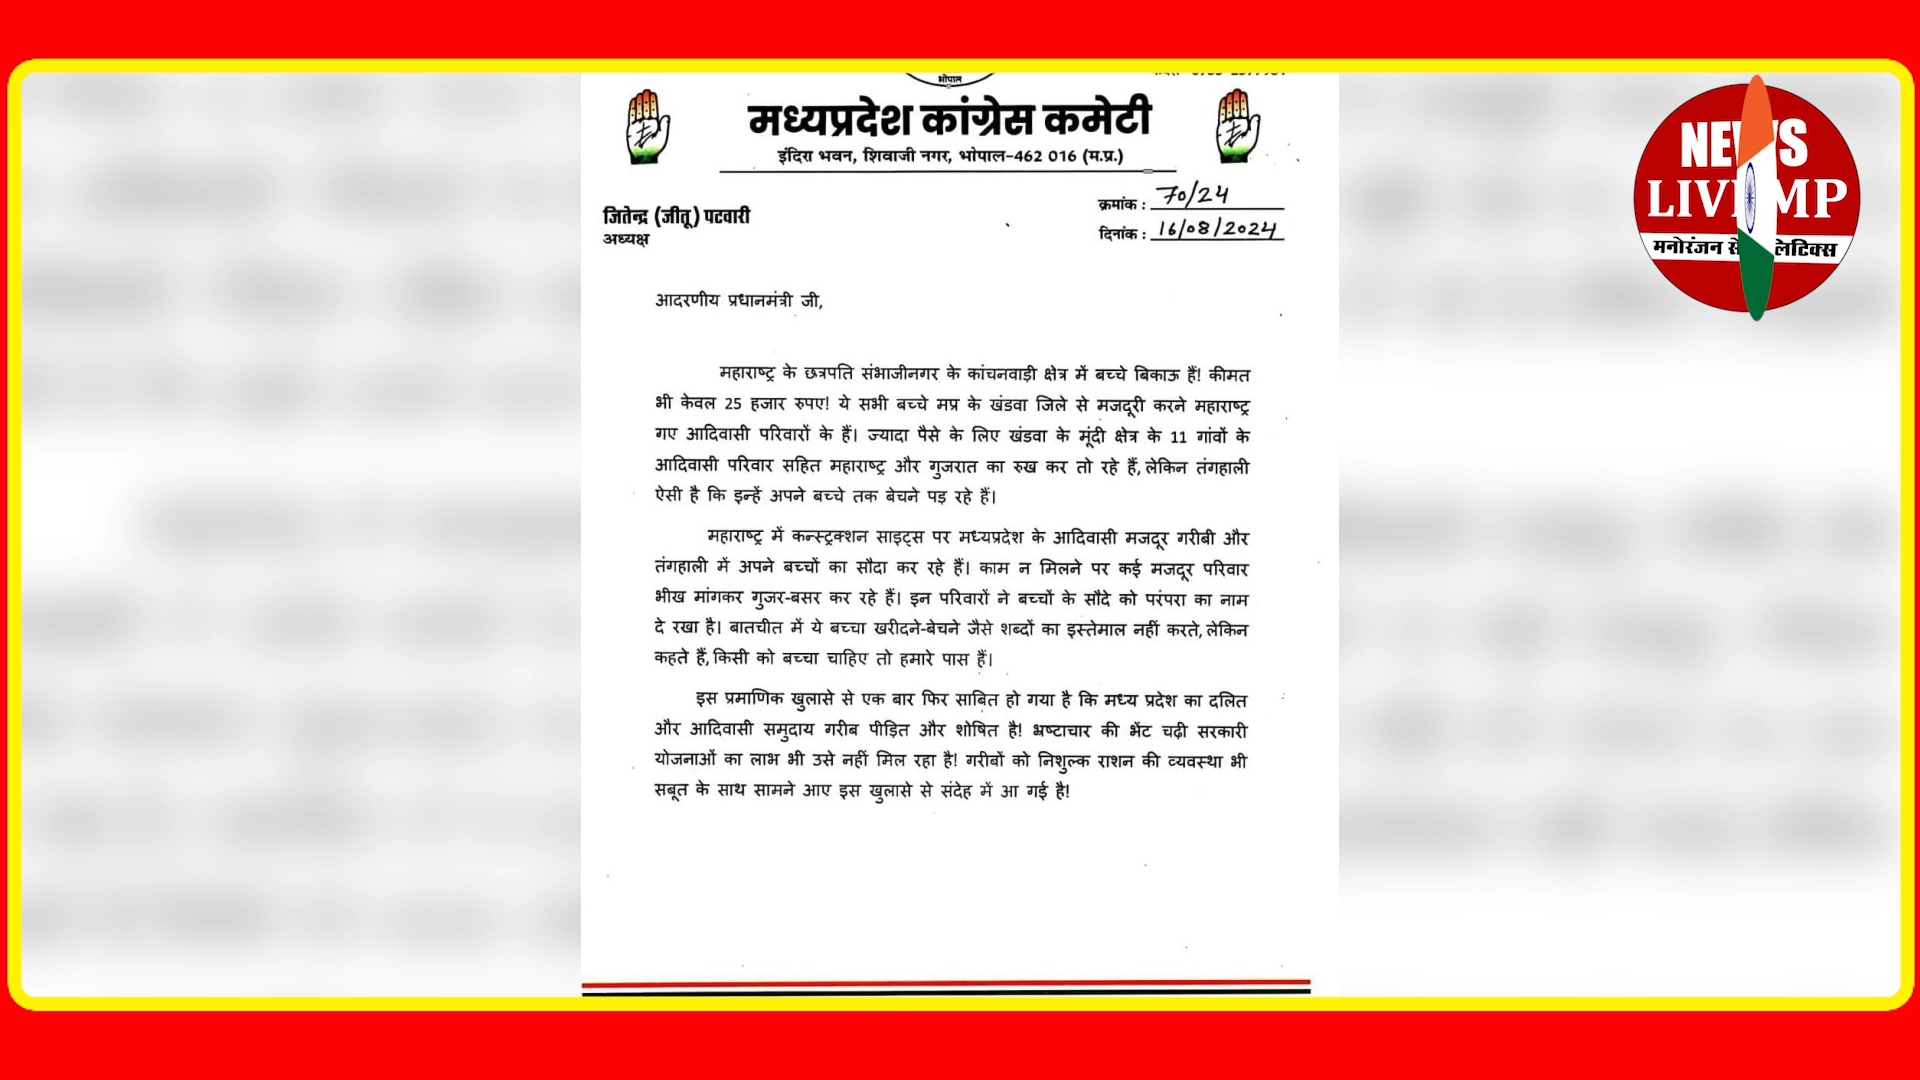 भोपाल
मध्यप्रदेश कांग्रेस कमेटी
इंदिरा भवन, शिवाजी नगर, भोपाल-462 016 (म.प्र.)
जितेन्द्र (जीतू) पटवारी
अध्यक्ष
क्रमांक : 70/24
दिनांक : 16/08/2024
आदरणीय प्रधानमंत्री जी,
महाराष्ट्र के छत्रपति संभाजीनगर के कांचनवाड़ी क्षेत्र में बच्चे बिकाऊ हैं! कीमत
भी केवल 25 हजार रुपए! ये सभी बच्चे मप्र के खंडवा जिले से मजदूरी करने महाराष्ट्र
गए आदिवासी परिवारों के हैं। ज्यादा पैसे के लिए खंडवा के मूंदी क्षेत्र के 11 गांवों के
आदिवासी परिवार सहित महाराष्ट्र और गुजरात का रुख कर तो रहे हैं, लेकिन तंगहाली
ऐसी है कि इन्हें अपने बच्चे तक बेचने पड़ रहे हैं।
महाराष्ट्र में कन्स्ट्रक्शन साइट्स पर मध्यप्रदेश के आदिवासी मजदूर गरीबी और
तंगहाली में अपने बच्चों का सौदा कर रहे हैं। काम न मिलने पर कई मजदूर परिवार
भीख मांगकर गुजर-बसर कर रहे हैं। इन परिवारों ने बच्चों के सौदे को परंपरा का नाम
दे रखा है। बातचीत में ये बच्चा खरीदने-बेचने जैसे शब्दों का इस्तेमाल नहीं करते, लेकिन
कहते हैं, किसी को बच्चा चाहिए तो हमारे पास हैं।
इस प्रमाणिक खुलासे से एक बार फिर साबित हो गया है कि मध्य प्रदेश का दलित
और आदिवासी समुदाय गरीब पीड़ित और शोषित है! भ्रष्टाचार की भेंट चढ़ी सरकारी
योजनाओं का लाभ भी उसे नहीं मिल रहा है! गरीबों को निशुल्क राशन की व्यवस्था भी
सबूत के साथ सामने आए इस खुलासे से संदेह में आ गई है!
NEWS
LIVE MP
मनोरंजन से
लिटिक्स